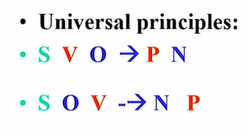 • Universal principles:
• S V O → P N
• S O V -→ N P